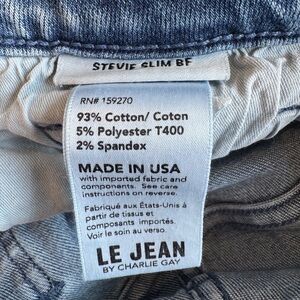 STEVIE SLIM BF
RN# 159270
93% Cotton/ Coton
5% Polyester T400
2% Spandex
MADE IN USA
with imported fabric and
components. See care
instructions on reverse.
Fabriqué aux États-Unis à
partir de tissus et
composants importés.
Voir le soin au verso.
LE JEAN
BY CHARLIE GAY